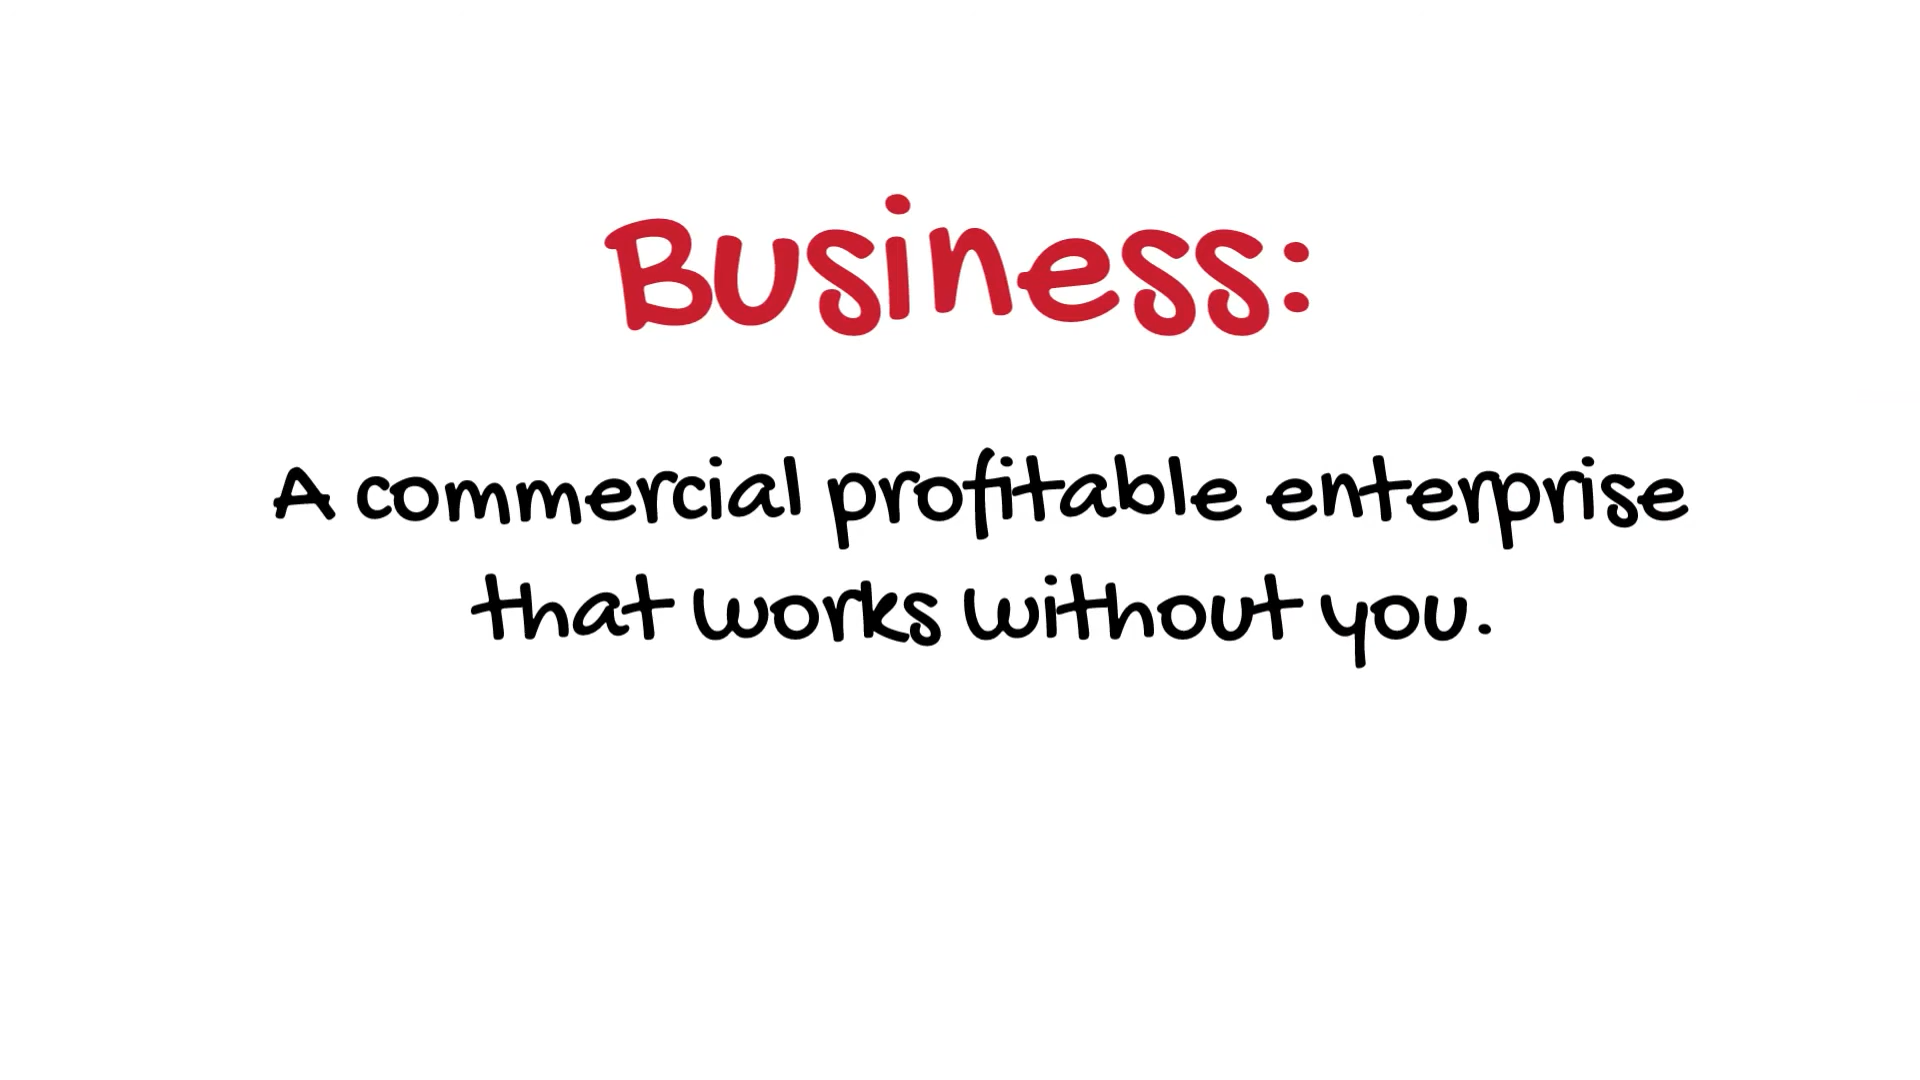 Business:
A commercial profitable enterprise
that works without you.